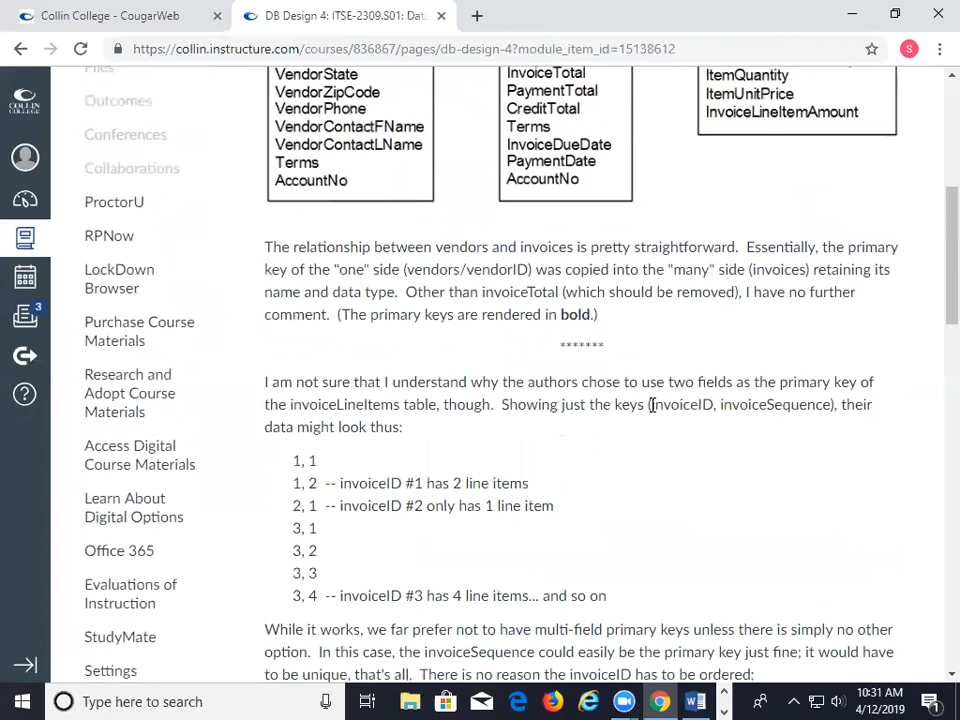 Collin College - CougarWeb
DB Design 4: ITSE-2309.S01: Data
https://collin.instructure.com/courses/836867/pages/db-design-4?module_item_id=15138612
S
COLLIN
COLLEGE
3
Files
Outcomes
Conferences
Collaborations
ProctorU
RPNow
LockDown
Browser
Purchase Course
Materials
Research and
Adopt Course
Materials
Access Digital
Course Materials
Learn About
Digital Options
Office 365
Evaluations of
Instruction
StudyMate
Settings
VendorState
VendorZipCode
VendorPhone
VendorContactFName
VendorContactLName
Terms
AccountNo
InvoiceTotal
PaymentTotal
CreditTotal
Terms
InvoiceDueDate
PaymentDate
AccountNo
ItemQuantity
ItemUnitPrice
InvoiceLineItemAmount
The relationship between vendors and invoices is pretty straightforward. Essentially, the primary
key of the "one" side (vendors/vendorID) was copied into the "many" side (invoices) retaining its
name and data type. Other than invoiceTotal (which should be removed), I have no further
comment. (The primary keys are rendered in bold.)
*******
I am not sure that I understand why the authors chose to use two fields as the primary key of
the invoiceLineItems table, though. Showing just the keys (invoiceID, invoiceSequence), their
data might look thus:
1, 1
1, 2 -- invoiceID #1 has 2 line items
2, 1 -- invoiceID #2 only has 1 line item
3, 1
3, 2
3, 3
3, 4 -- invoiceID #3 has 4 line items... and so on
While it works, we far prefer not to have multi-field primary keys unless there is simply no other
option. In this case, the invoiceSequence could easily be the primary key just fine; it would have
to be unique, that's all. There is no reason the invoiceID has to be ordered:
Type here to search
10:31 AM
4/12/2019
1